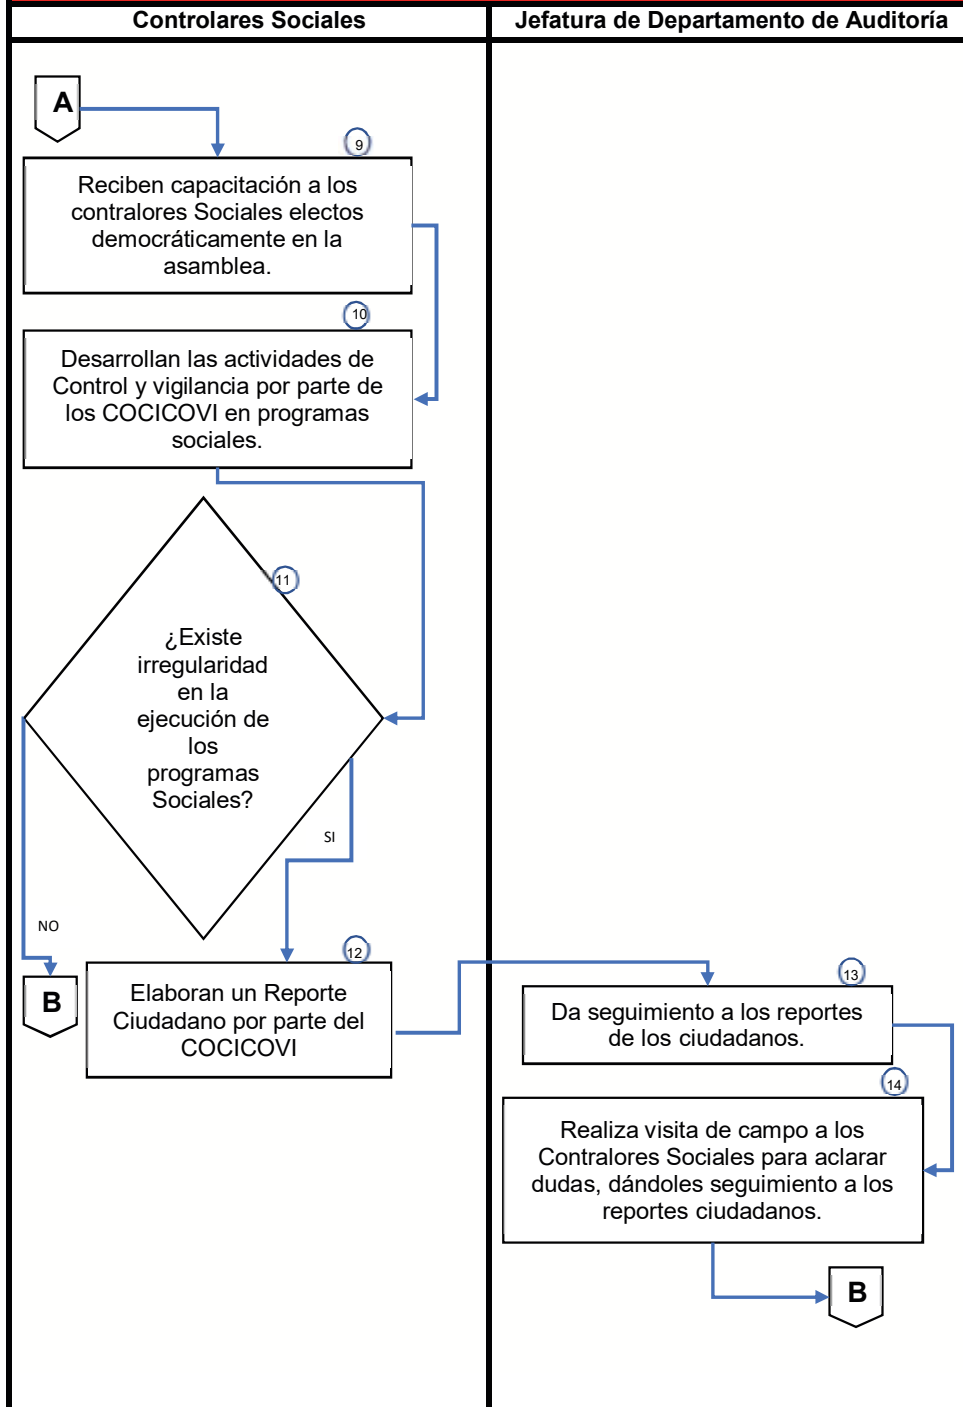 Controlares Sociales
Jefatura de Departamento de Auditoría
A
9
Reciben capacitación a los
contralores Sociales electos
democráticamente en la
asamblea.
10
Desarrollan las actividades de
Control y vigilancia por parte de
los COCICOVI en programas
sociales.
11
¿Existe
irregularidad
en la
ejecución de
los
programas
Sociales?
SI
NO
B
12
Elaboran un Reporte
Ciudadano por parte del
COCICOVI
13
Da seguimiento a los reportes
de los ciudadanos.
14
Realiza visita de campo a los
Contralores Sociales para aclarar
dudas, dándoles seguimiento a los
reportes ciudadanos.
B